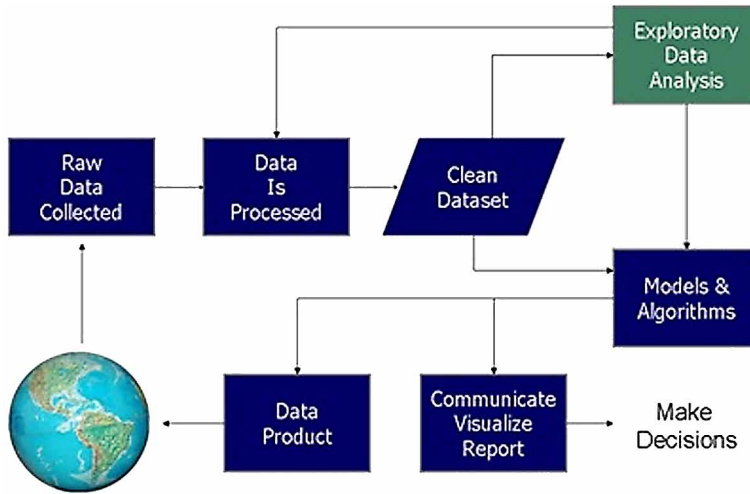 Exploratory
Data
Analysis
Raw
Data
Collected
Data
Is
Processed
Clean
Dataset
Models &
Algorithms
Data
Product
Communicate
Visualize
Report
Make
Decisions